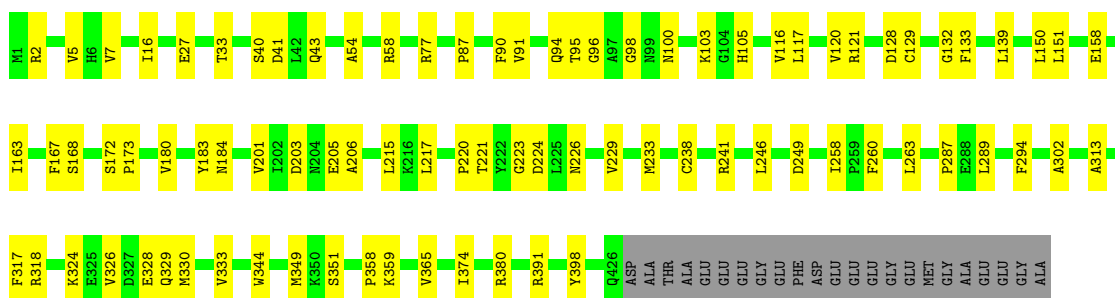 M1 R2 V5 H6 V7 I16 E27 T33 S40 D41 L42 Q43 A54 R58 R77 P87 F90 V91 Q94 T95 G96 A97 G98 N99 N100 K103 G104 H105 V116 L117 V120 R121 D128 C129 G132 F133 L139 L150 L151 E158
I163 F167 S168 S172 P173 V180 Y183 N184 V201 I202 D203 N204 E205 A206 L215 K216 L217 P220 T221 Y222 G223 D224 L225 N226 V229 M233 C238 R241 L246 D249 I258 P259 F260 L263 P287 E288 L289 F294 A302 A313
F317 R318 K324 E325 V326 D327 E328 Q329 M330 V333 W344 M349 K350 S351 P358 K359 V365 I374 R380 R391 Y398 Q426 ASP ALA THR ALA GLU GLU GLU GLY GLU PHE ASP GLU GLU GLU GLY GLU MET GLY ALA GLU GLU GLY ALA